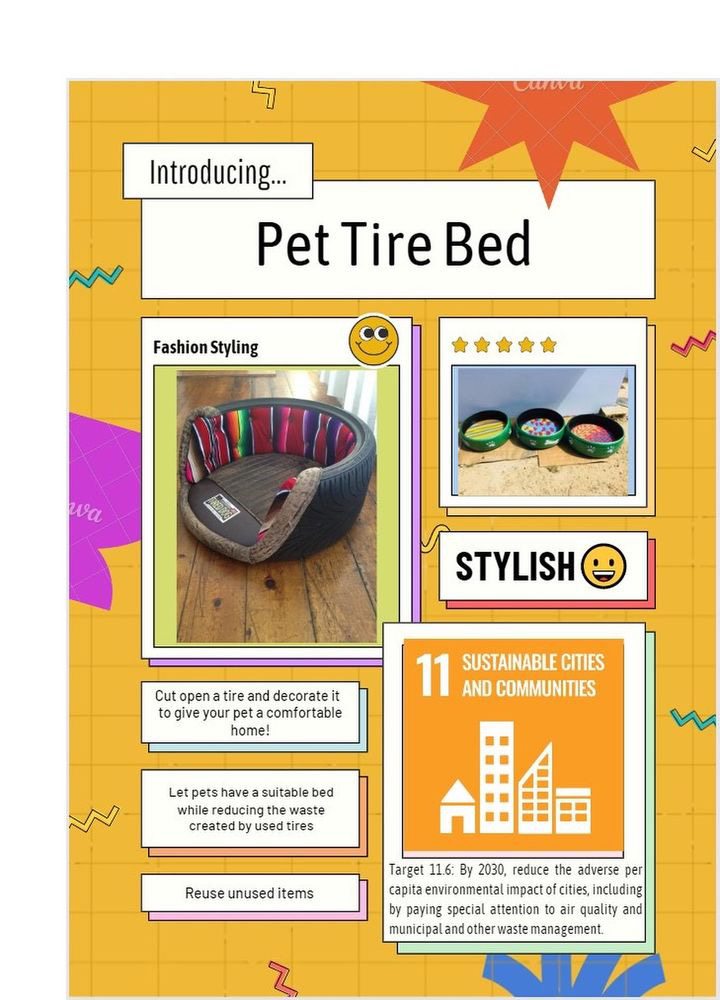 Canva
Introducing...
Pet Tire Bed
Fashion Styling
STYLISH
11 SUSTAINABLE CITIES
AND COMMUNITIES
Cut open a tire and decorate it
to give your pet a comfortable
home!
Let pets have a suitable bed
while reducing the waste
created by used tires
Reuse unused items
Target 11.6: By 2030, reduce the adverse per
capita environmental impact of cities, including
by paying special attention to air quality and
municipal and other waste management.